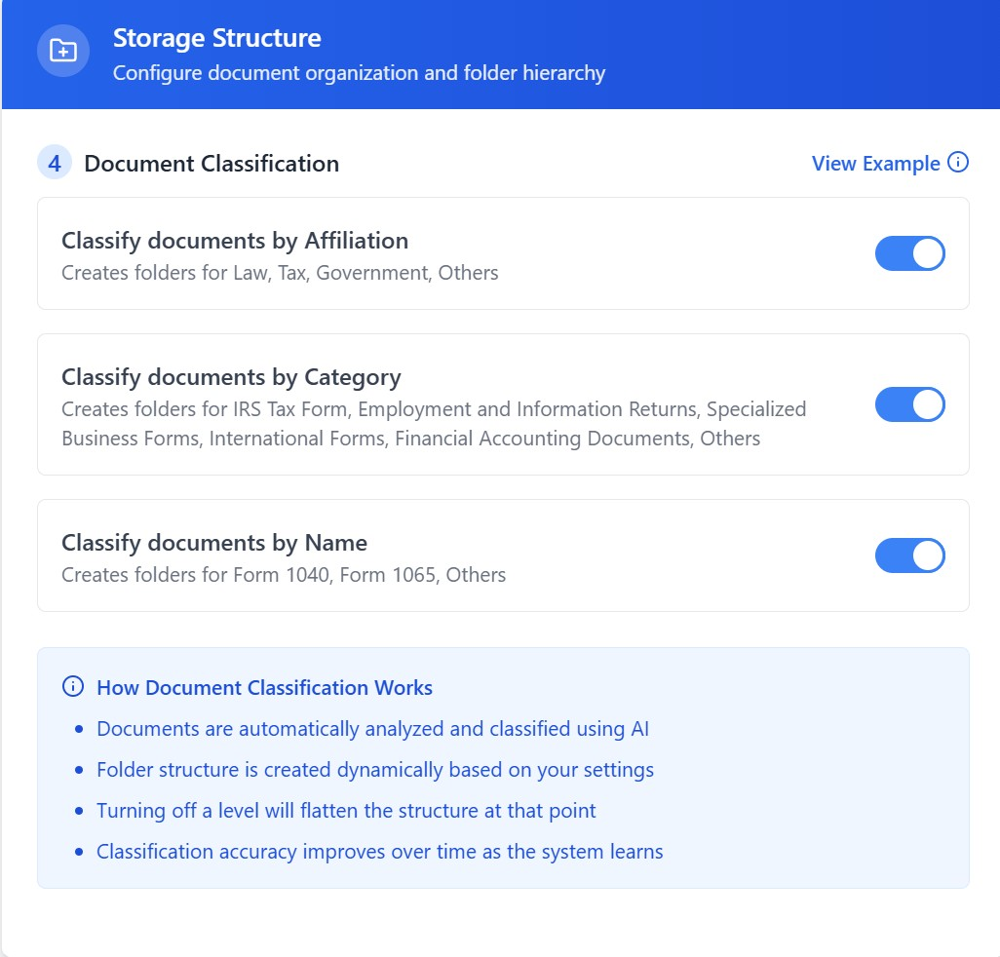 Storage Structure
Configure document organization and folder hierarchy
4 Document Classification
View Example
Classify documents by Affiliation
Creates folders for Law, Tax, Government, Others
Classify documents by Category
Creates folders for IRS Tax Form, Employment and Information Returns, Specialized
Business Forms, International Forms, Financial Accounting Documents, Others
Classify documents by Name
Creates folders for Form 1040, Form 1065, Others
How Document Classification Works
• Documents are automatically analyzed and classified using AI
• Folder structure is created dynamically based on your settings
• Turning off a level will flatten the structure at that point
• Classification accuracy improves over time as the system learns